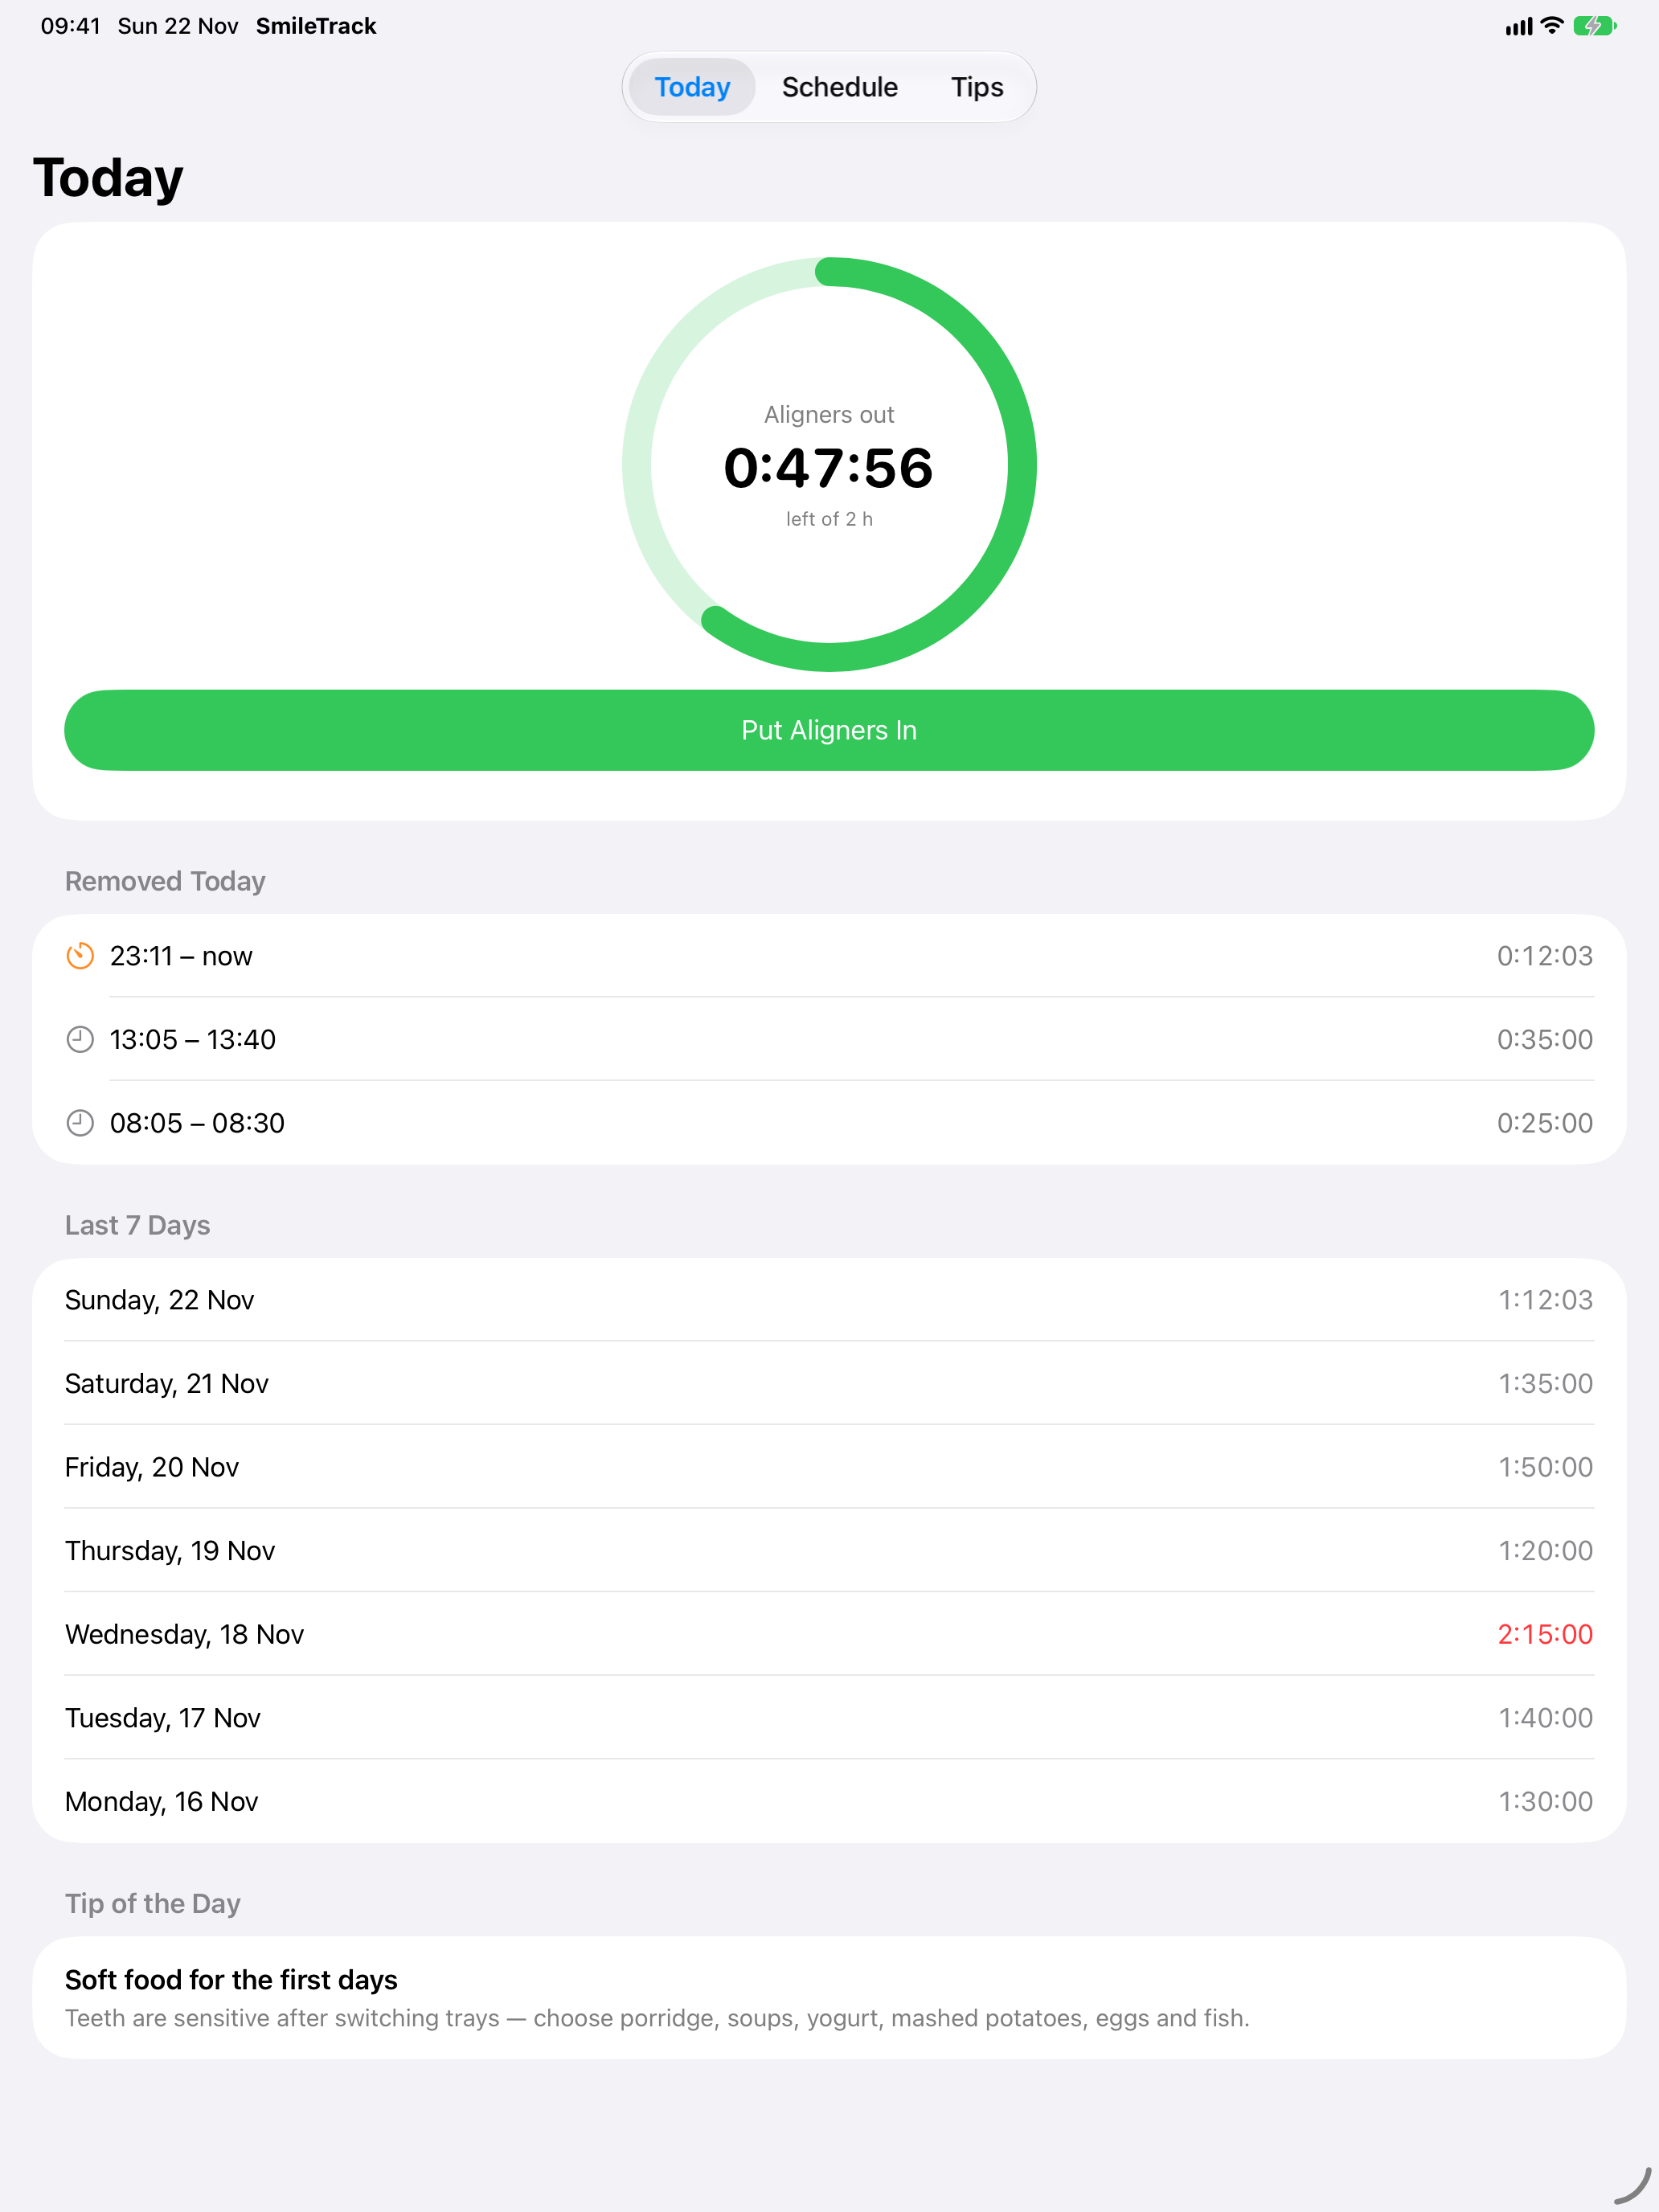 09:41 Sun 22 Nov SmileTrack
Today Schedule Tips
Today
Aligners out
0:47:56
left of 2 h
Put Aligners In
Removed Today
23:11 – now 0:12:03
13:05 – 13:40 0:35:00
08:05 – 08:30 0:25:00
Last 7 Days
Sunday, 22 Nov 1:12:03
Saturday, 21 Nov 1:35:00
Friday, 20 Nov 1:50:00
Thursday, 19 Nov 1:20:00
Wednesday, 18 Nov 2:15:00
Tuesday, 17 Nov 1:40:00
Monday, 16 Nov 1:30:00
Tip of the Day
Soft food for the first days
Teeth are sensitive after switching trays — choose porridge, soups, yogurt, mashed potatoes, eggs and fish.